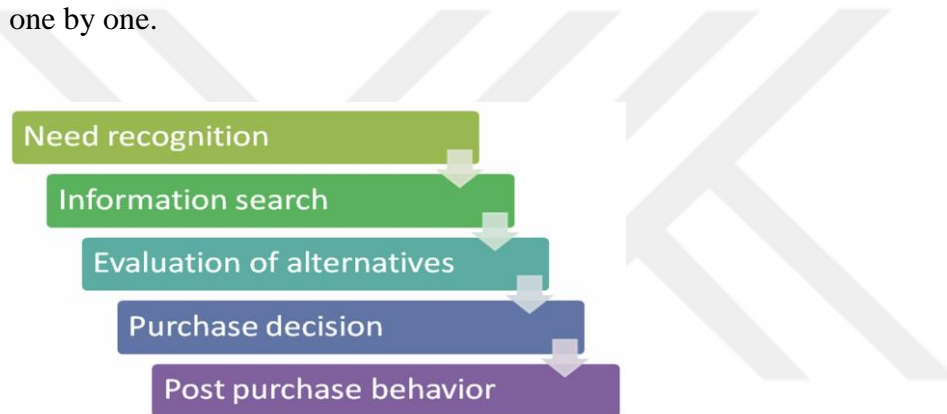 one by one.
Need recognition
Information search
Evaluation of alternatives
Purchase decision
Post purchase behavior